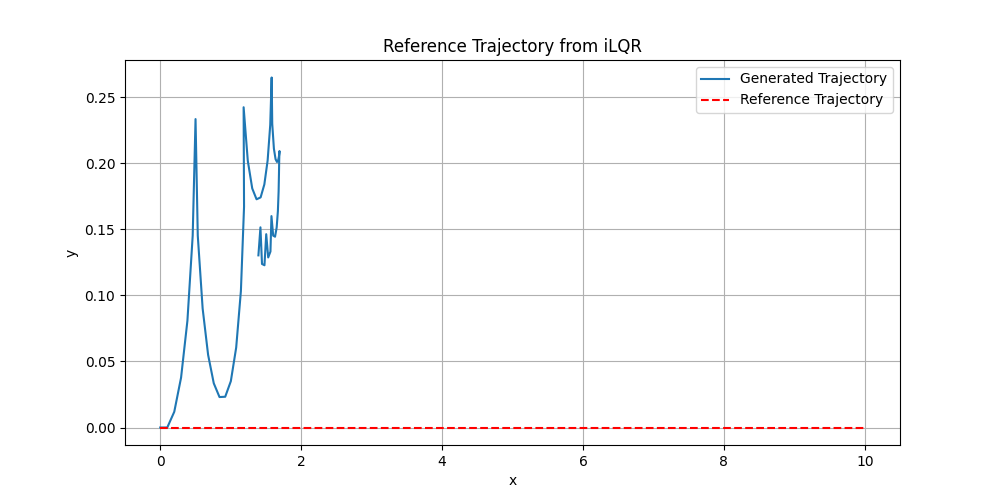 Reference Trajectory from iLQR
Generated Trajectory
Reference Trajectory
0.25
0.20
0.15
0.10
0.05
0.00
y
0 2 4 6 8 10
x